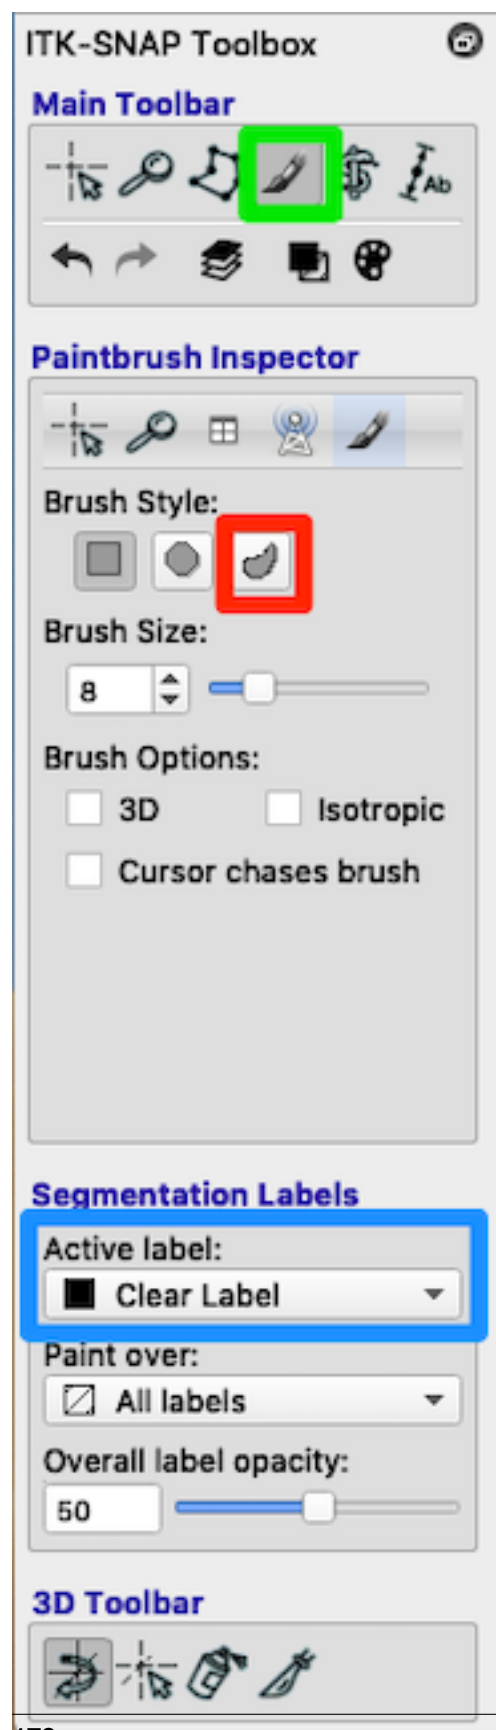 ITK-SNAP Toolbox
Main Toolbar
Ab
Paintbrush Inspector
Brush Style:
Brush Size:
8
Brush Options:
3D Isotropic
Cursor chases brush
Segmentation Labels
Active label:
Clear Label
Paint over:
All labels
Overall label opacity:
50
3D Toolbar